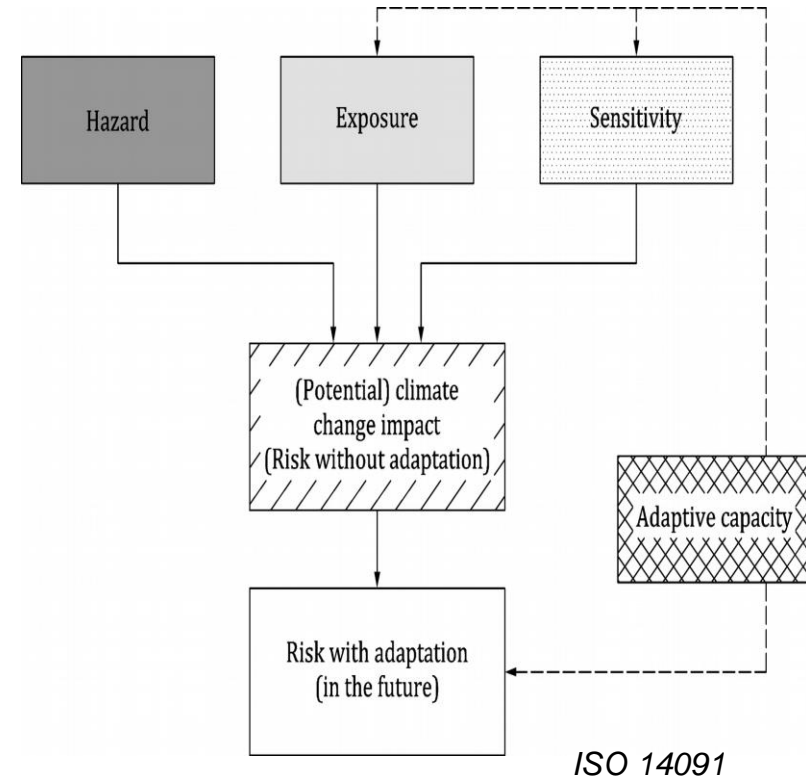 Hazard
Exposure
Sensitivity
(Potential) climate
change impact
(Risk without adaptation)
Adaptive capacity
Risk with adaptation
(in the future)
ISO 14091